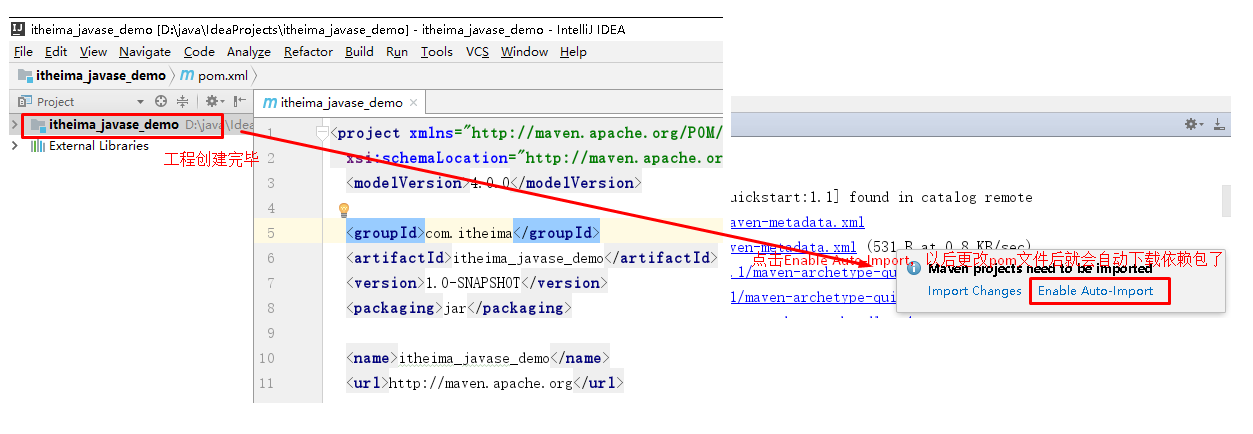 itheima_javase_demo [D:\java\IdeaProjects\itheima_javase_demo] - itheima_javase_demo - IntelliJ IDEA
File Edit View Navigate Code Analyze Refactor Build Run Tools VCS Window Help
itheima_javase_demo pom.xml
Project
itheima_javase_demo
itheima_javase_demo D:\java\Idea
External Libraries
工程创建完毕
1 <project xmlns="http://maven.apache.org/POM/
2 xsi:schemaLocation="http://maven.apache.org
3 <modelVersion>4.0.0</modelVersion>
4
5 <groupId>com.itheima</groupId>
6 <artifactId>itheima_javase_demo</artifactId>
7 <version>1.0-SNAPSHOT</version>
8 <packaging>jar</packaging>
9
10 <name>itheima_javase_demo</name>
11 <url>http://maven.apache.org</url>
uickstart:1.1] found in catalog remote
aven-metadata.xml
ven-metadata.xml (531 B at 0.8 KB/sec)
点击Enable Auto-Import，以后更改pom文件后就会自动下载依赖包了
.1/maven-archetype-qu
1/maven-archetype-qui
Maven projects need to be imported
Import Changes Enable Auto-Import